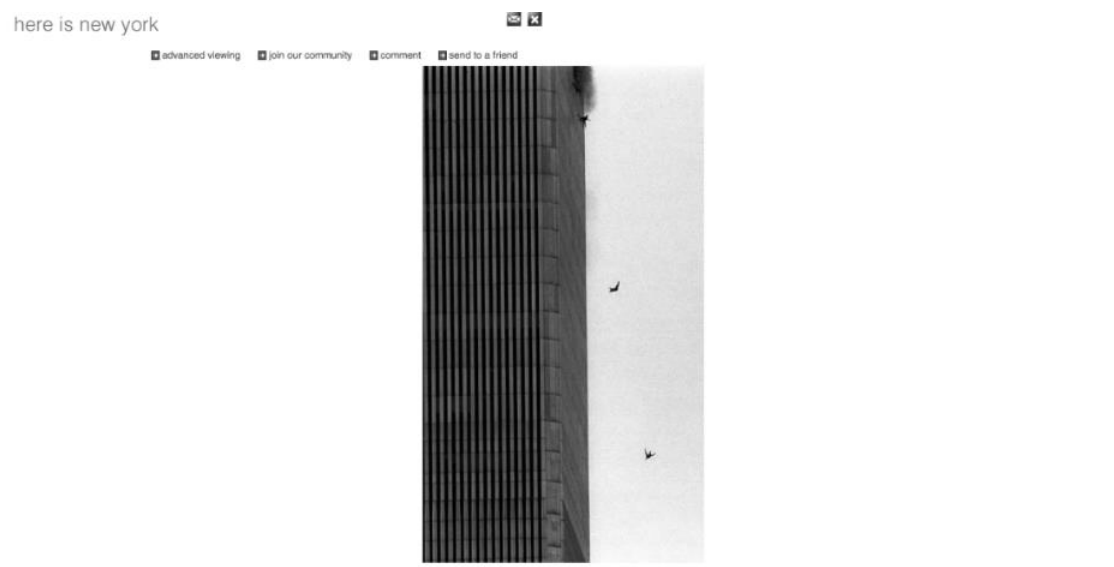 here is new york
advanced viewing join our community comment send to a friend